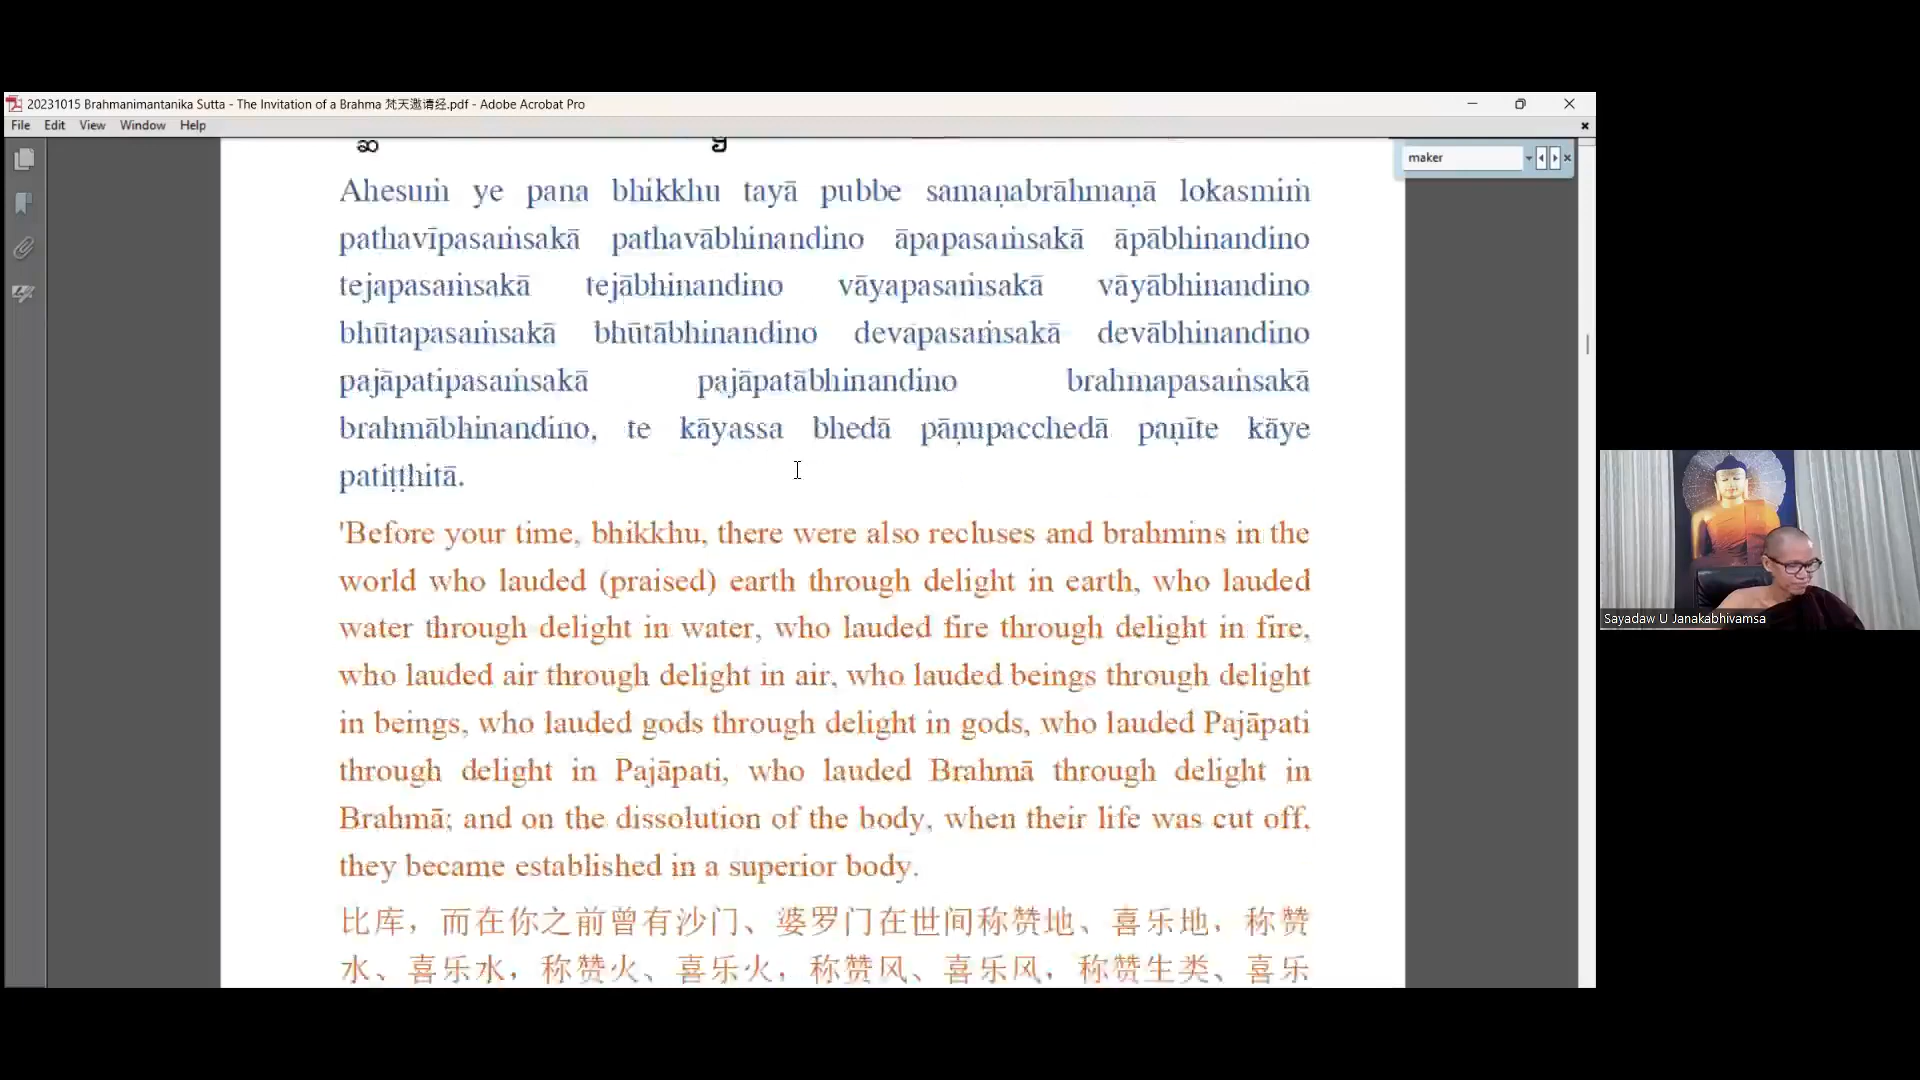 20231015 Brahmanimantanika Sutta - The Invitation of a Brahma 梵天邀请经.pdf - Adobe Acrobat Pro
File Edit View Window Help
maker
Ahesuṁ ye pana bhikkhu tayā pubbe samaṇabrāhmaṇā lokasmiṁ
pathavīpasaṁsakā pathavābhinandino āpapasaṁsakā āpābhinandino
tejapasaṁsakā tejābhinandino vāyapasaṁsakā vāyābhinandino
bhūtapasaṁsakā bhūtābhinandino devapasaṁsakā devābhinandino
pajāpatipasaṁsakā pajāpatābhinandino brahmapasaṁsakā
brahmābhinandino, te kāyassa bhedā pāṇupacchedā paṇīte kāye
patiṭṭhitā.
'Before your time, bhikkhu, there were also recluses and brahmins in the
world who lauded (praised) earth through delight in earth, who lauded
water through delight in water, who lauded fire through delight in fire,
who lauded air through delight in air, who lauded beings through delight
in beings, who lauded gods through delight in gods, who lauded Pajāpati
through delight in Pajāpati, who lauded Brahmā through delight in
Brahmā; and on the dissolution of the body, when their life was cut off,
they became established in a superior body.
比库，而在你之前曾有沙门、婆罗门在世间称赞地、喜乐地，称赞
水、喜乐水，称赞火、喜乐火，称赞风、喜乐风，称赞生类、喜乐
Sayadaw U Janakabhivamsa